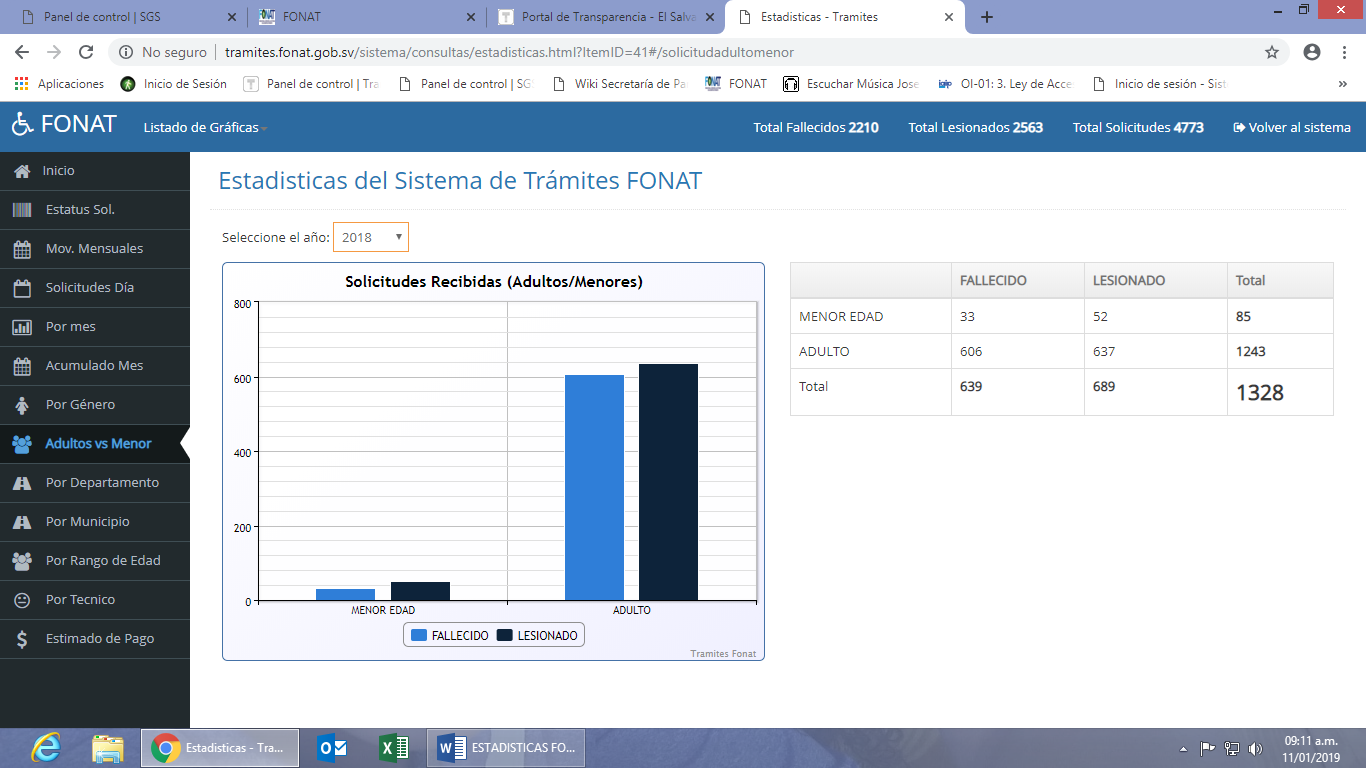 Panel de control | SGS
FONAT
Portal de Transparencia - El Salva
Estadisticas - Tramites
No seguro | tramites.fonat.gob.sv/sistema/consultas/estadisticas.html?ItemID=41#/solicitudadultomenor
Aplicaciones
Inicio de Sesión
Panel de control | Tra
Panel de control | SG
Wiki Secretaría de Pa
FONAT
Escuchar Música Jose
OI-01: 3. Ley de Acce
Inicio de sesión - Sist
»
FONAT
Listado de Gráficas
Total Fallecidos 2210
Total Lesionados 2563
Total Solicitudes 4773
Volver al sistema
Inicio
Estatus Sol.
Mov. Mensuales
Solicitudes Día
Por mes
Acumulado Mes
Por Género
Adultos vs Menor
Por Departamento
Por Municipio
Por Rango de Edad
Por Tecnico
Estimado de Pago
Estadisticas del Sistema de Trámites FONAT
Seleccione el año: 2018
Solicitudes Recibidas (Adultos/Menores)
800
600
400
200
0
MENOR EDAD ADULTO
FALLECIDO LESIONADO
Tramites Fonat
FALLECIDO LESIONADO Total
MENOR EDAD 33 52 85
ADULTO 606 637 1243
Total 639 689 1328
Estadisticas - Tra...
ESTADISTICAS FO...
09:11 a.m.
11/01/2019